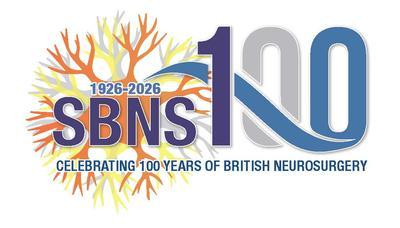 1926-2026
SBNS 100
CELEBRATING 100 YEARS OF BRITISH NEUROSURGERY